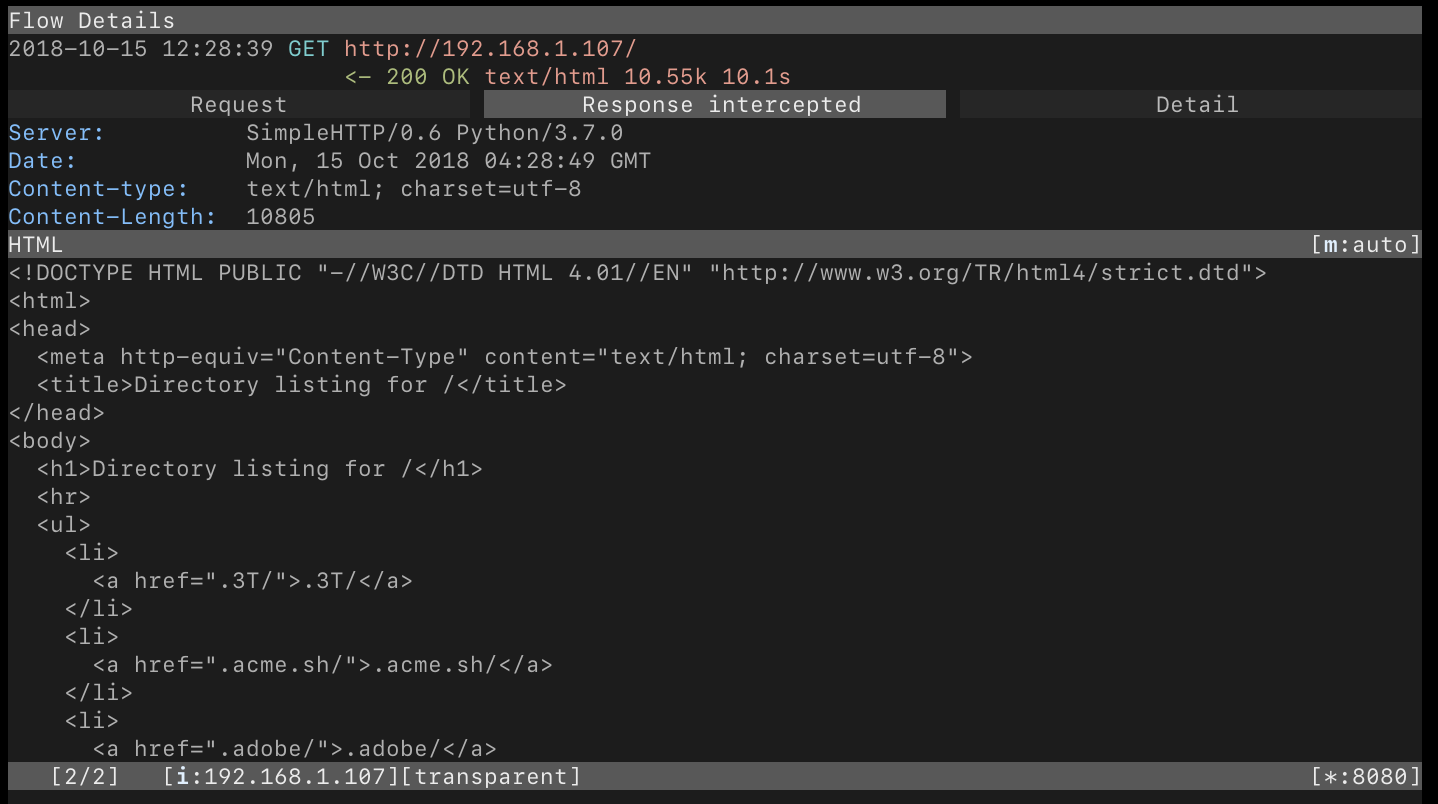 Flow Details
2018-10-15 12:28:39 GET http://192.168.1.107/
<- 200 OK text/html 10.55k 10.1s
Request Response intercepted Detail
Server: SimpleHTTP/0.6 Python/3.7.0
Date: Mon, 15 Oct 2018 04:28:49 GMT
Content-type: text/html; charset=utf-8
Content-Length: 10805
HTML [m:auto]
<!DOCTYPE HTML PUBLIC "-//W3C//DTD HTML 4.01//EN" "http://www.w3.org/TR/html4/strict.dtd">
<html>
<head>
  <meta http-equiv="Content-Type" content="text/html; charset=utf-8">
  <title>Directory listing for /</title>
</head>
<body>
  <h1>Directory listing for /</h1>
  <hr>
  <ul>
    <li>
      <a href=".3T/">.3T/</a>
    </li>
    <li>
      <a href=".acme.sh/">.acme.sh/</a>
    </li>
    <li>
      <a href=".adobe/">.adobe/</a>
[2/2] [i:192.168.1.107][transparent] [*:8080]